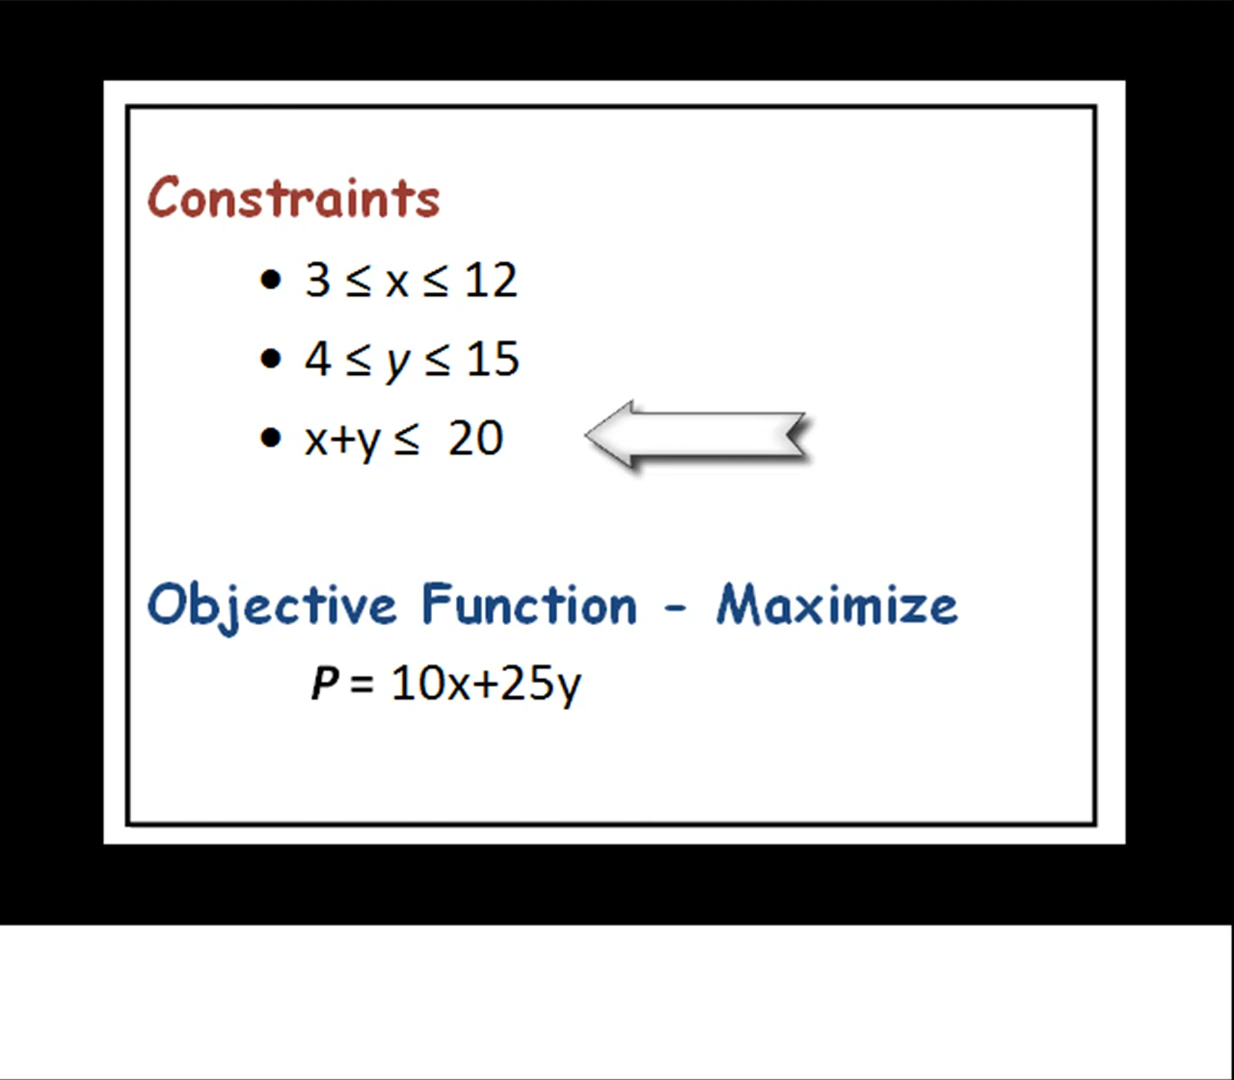 Constraints
• 3 ≤ x ≤ 12
• 4 ≤ y ≤ 15
• x+y ≤ 20
Objective Function - Maximize
P = 10x+25y